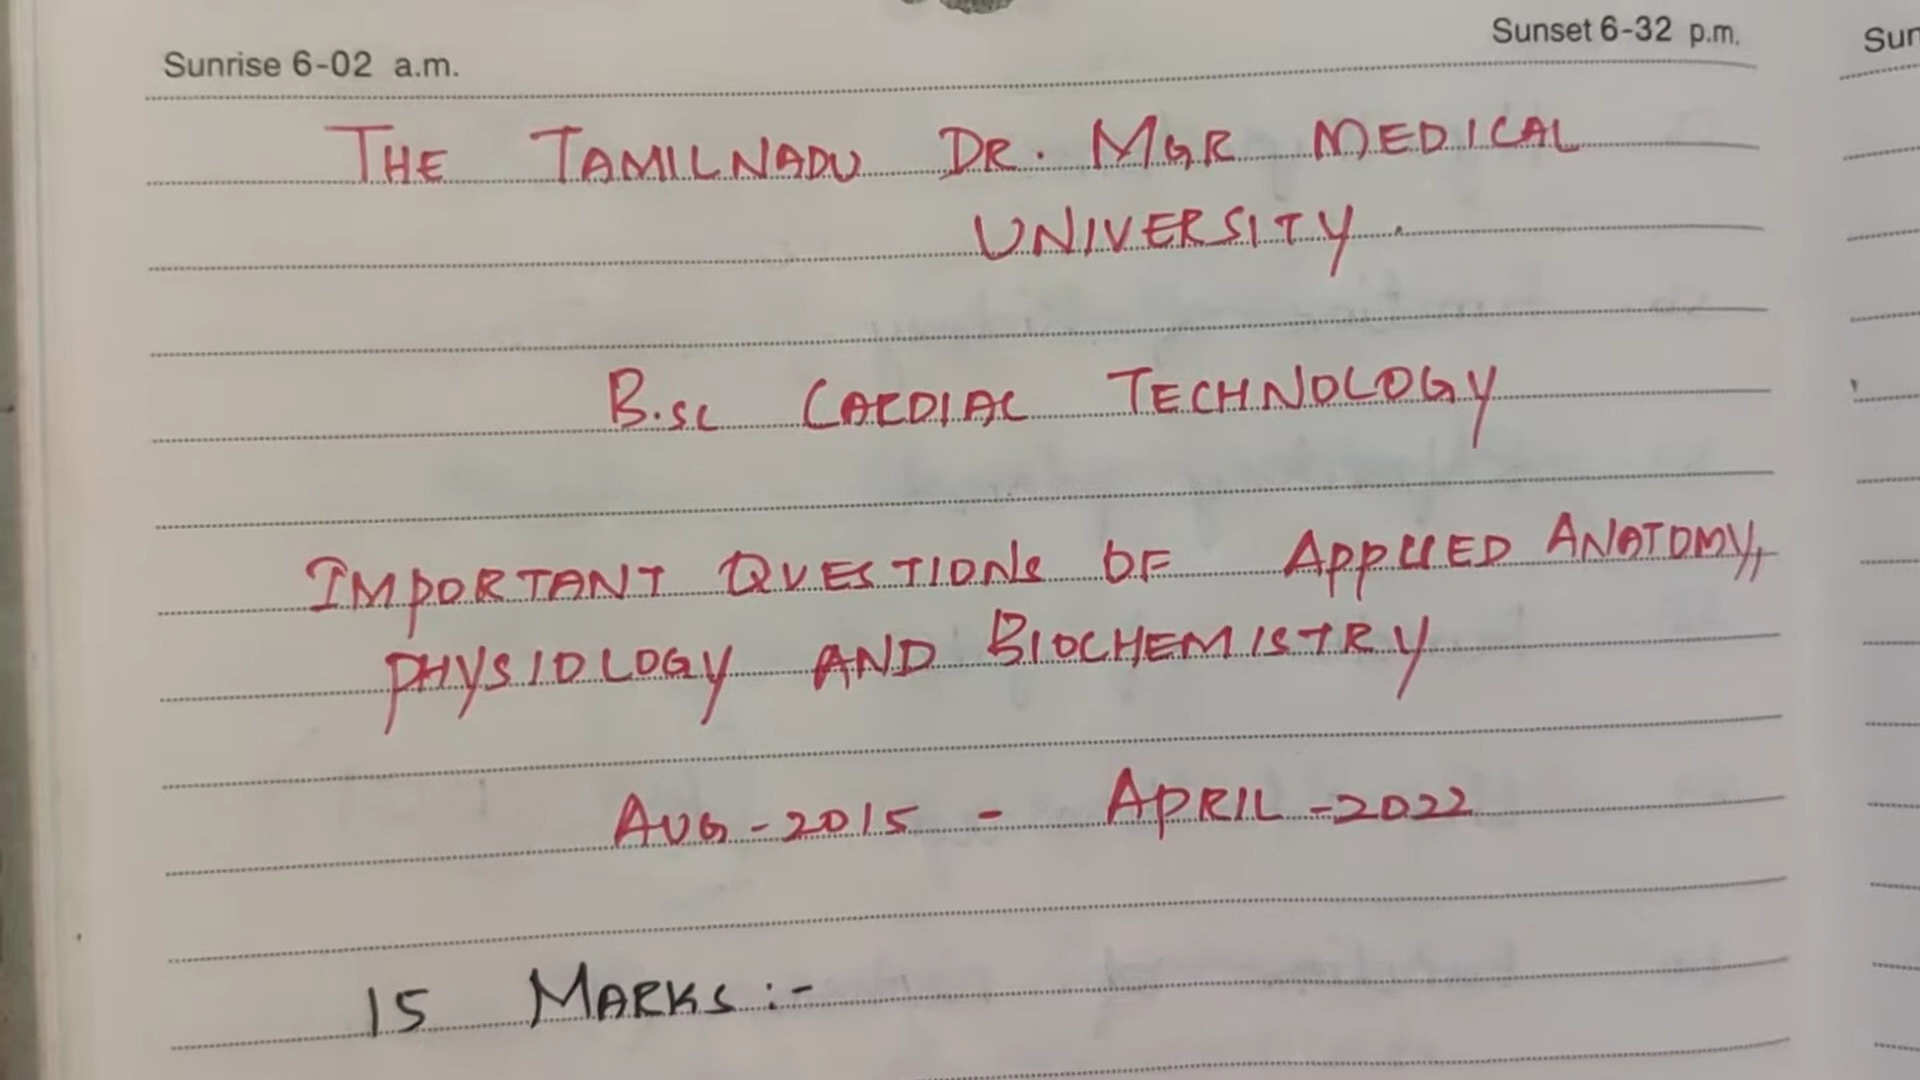 Sunrise 6-02 a.m.
Sunset 6-32 p.m.
Sun
THE TAMILNADU DR. MGR MEDICAL
UNIVERSITY.
B.sc CARDIAC TECHNOLOGY
IMPORTANT QUESTIONS OF APPLIED ANATOMY,
PHYSIOLOGY AND BIOCHEMISTRY
AUG-2015 - APRIL-2022
15 MARKS:-